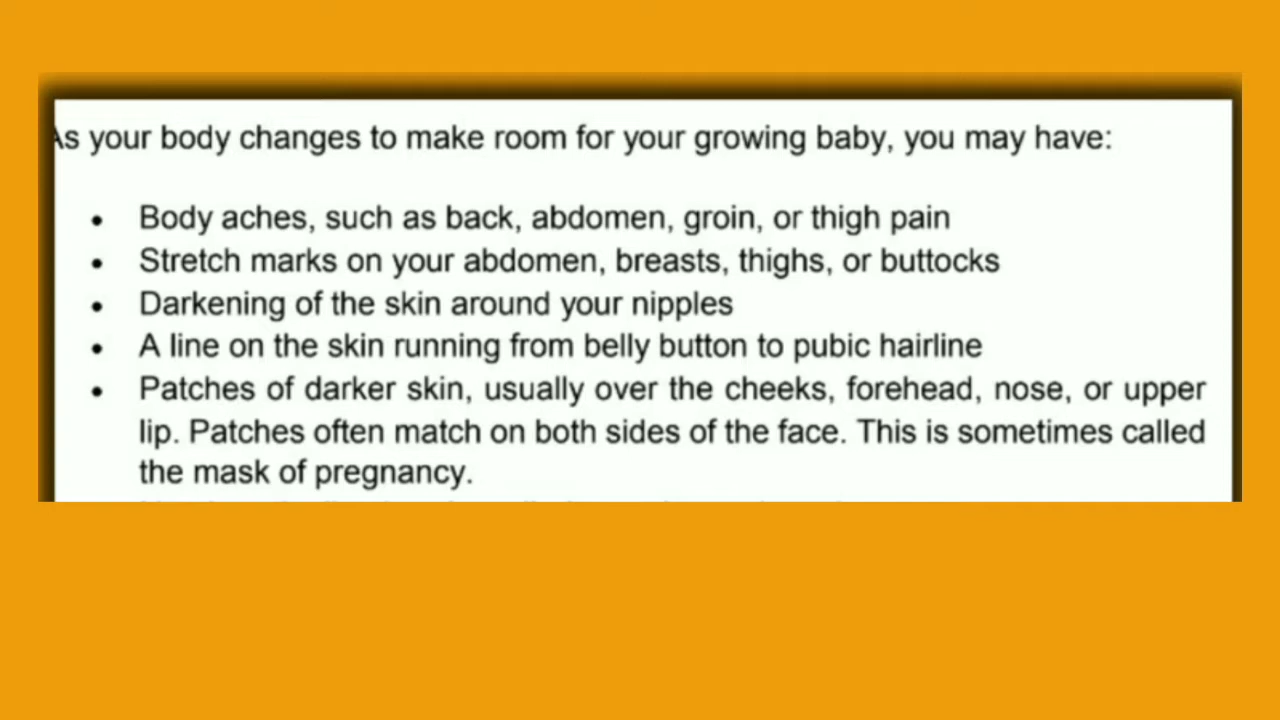 As your body changes to make room for your growing baby, you may have:
• Body aches, such as back, abdomen, groin, or thigh pain
• Stretch marks on your abdomen, breasts, thighs, or buttocks
• Darkening of the skin around your nipples
• A line on the skin running from belly button to pubic hairline
• Patches of darker skin, usually over the cheeks, forehead, nose, or upper
lip. Patches often match on both sides of the face. This is sometimes called
the mask of pregnancy.